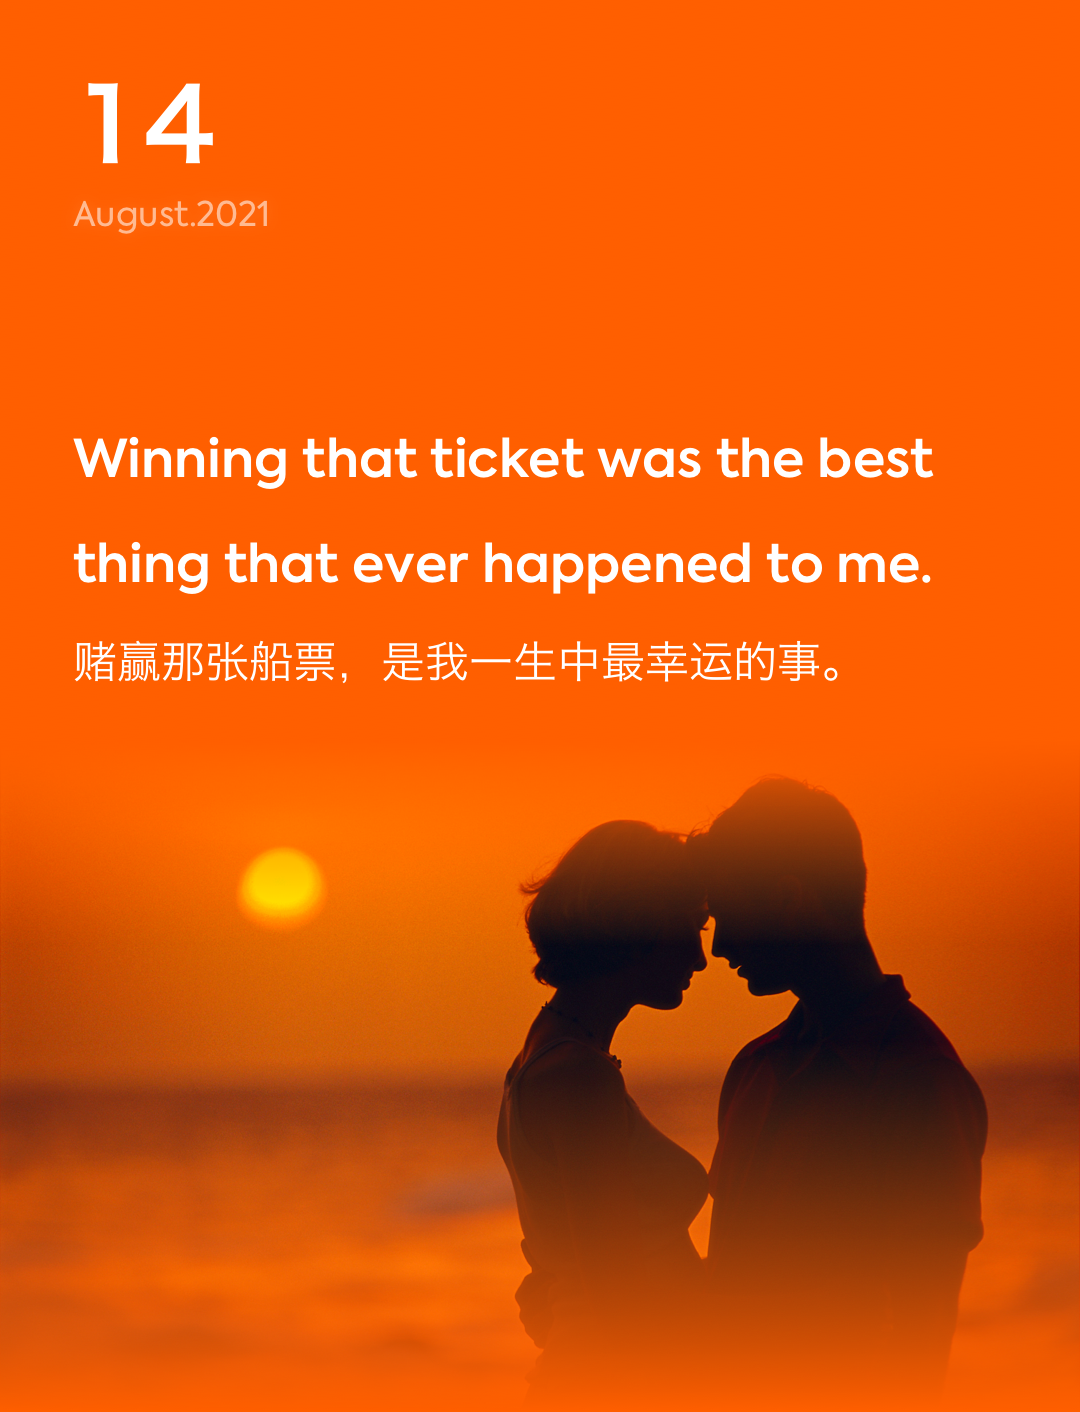 14
August.2021
Winning that ticket was the best
thing that ever happened to me.
赌赢那张船票，是我一生中最幸运的事。